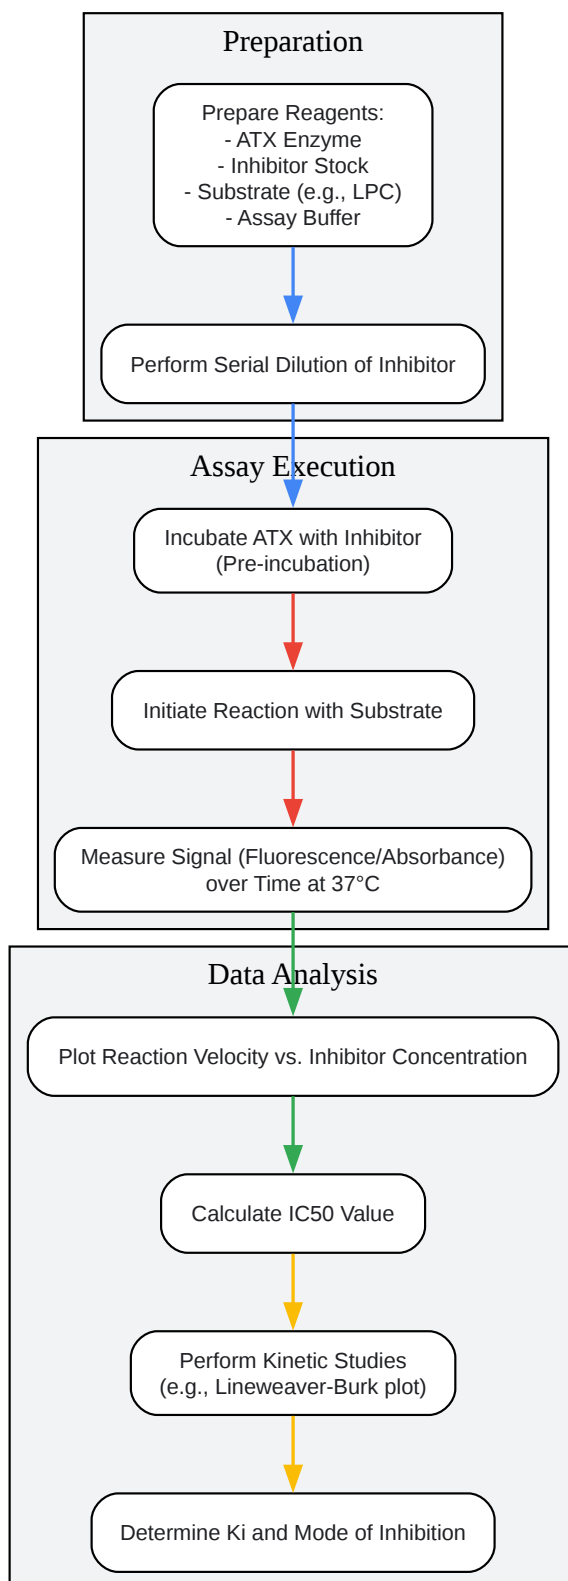 Preparation
Prepare Reagents:
- ATX Enzyme
- Inhibitor Stock
- Substrate (e.g., LPC)
- Assay Buffer
Perform Serial Dilution of Inhibitor
Assay Execution
Incubate ATX with Inhibitor
(Pre-incubation)
Initiate Reaction with Substrate
Measure Signal (Fluorescence/Absorbance)
over Time at 37°C
Data Analysis
Plot Reaction Velocity vs. Inhibitor Concentration
Calculate IC50 Value
Perform Kinetic Studies
(e.g., Lineweaver-Burk plot)
Determine Ki and Mode of Inhibition